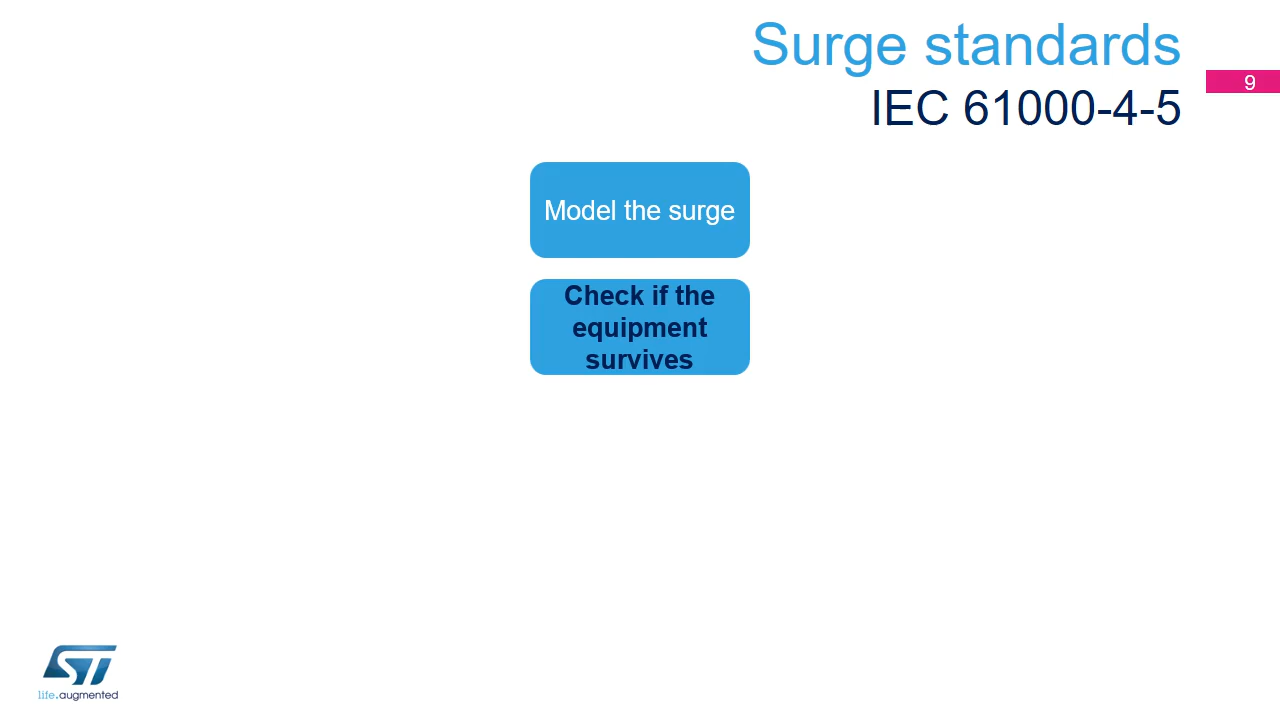 Surge standards
9
IEC 61000-4-5
Model the surge
Check if the
equipment
survives
ST
life.augmented